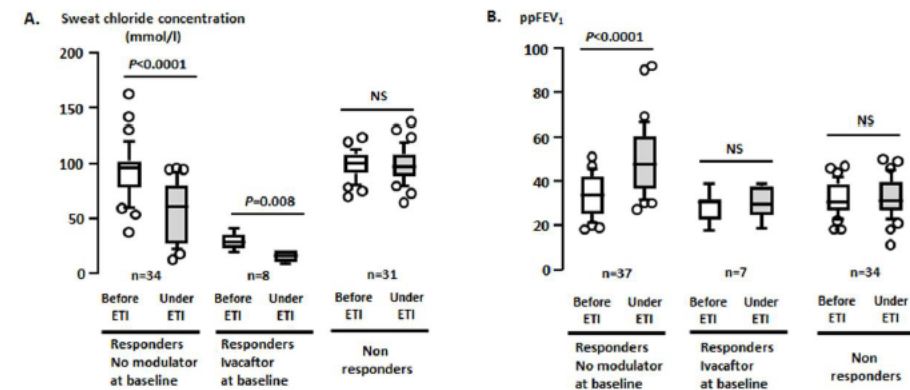 A. Sweat chloride concentration
(mmol/l)
200
150
100
50
0
P<0.0001
P=0.008
NS
n=34
n=8
n=31
Before ETI
Under ETI
Before ETI
Under ETI
Before ETI
Under ETI
Responders
No modulator
at baseline
Responders
Ivacaftor
at baseline
Non
responders
B. ppFEV₁
100
80
60
40
20
0
P<0.0001
NS
NS
n=37
n=7
n=34
Before ETI
Under ETI
Before ETI
Under ETI
Before ETI
Under ETI
Responders
No modulator
at baseline
Responders
Ivacaftor
at baseline
Non
responders